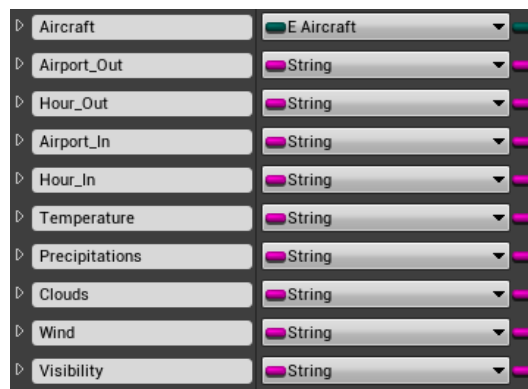 Aircraft E Aircraft
Airport_Out String
Hour_Out String
Airport_In String
Hour_In String
Temperature String
Precipitations String
Clouds String
Wind String
Visibility String